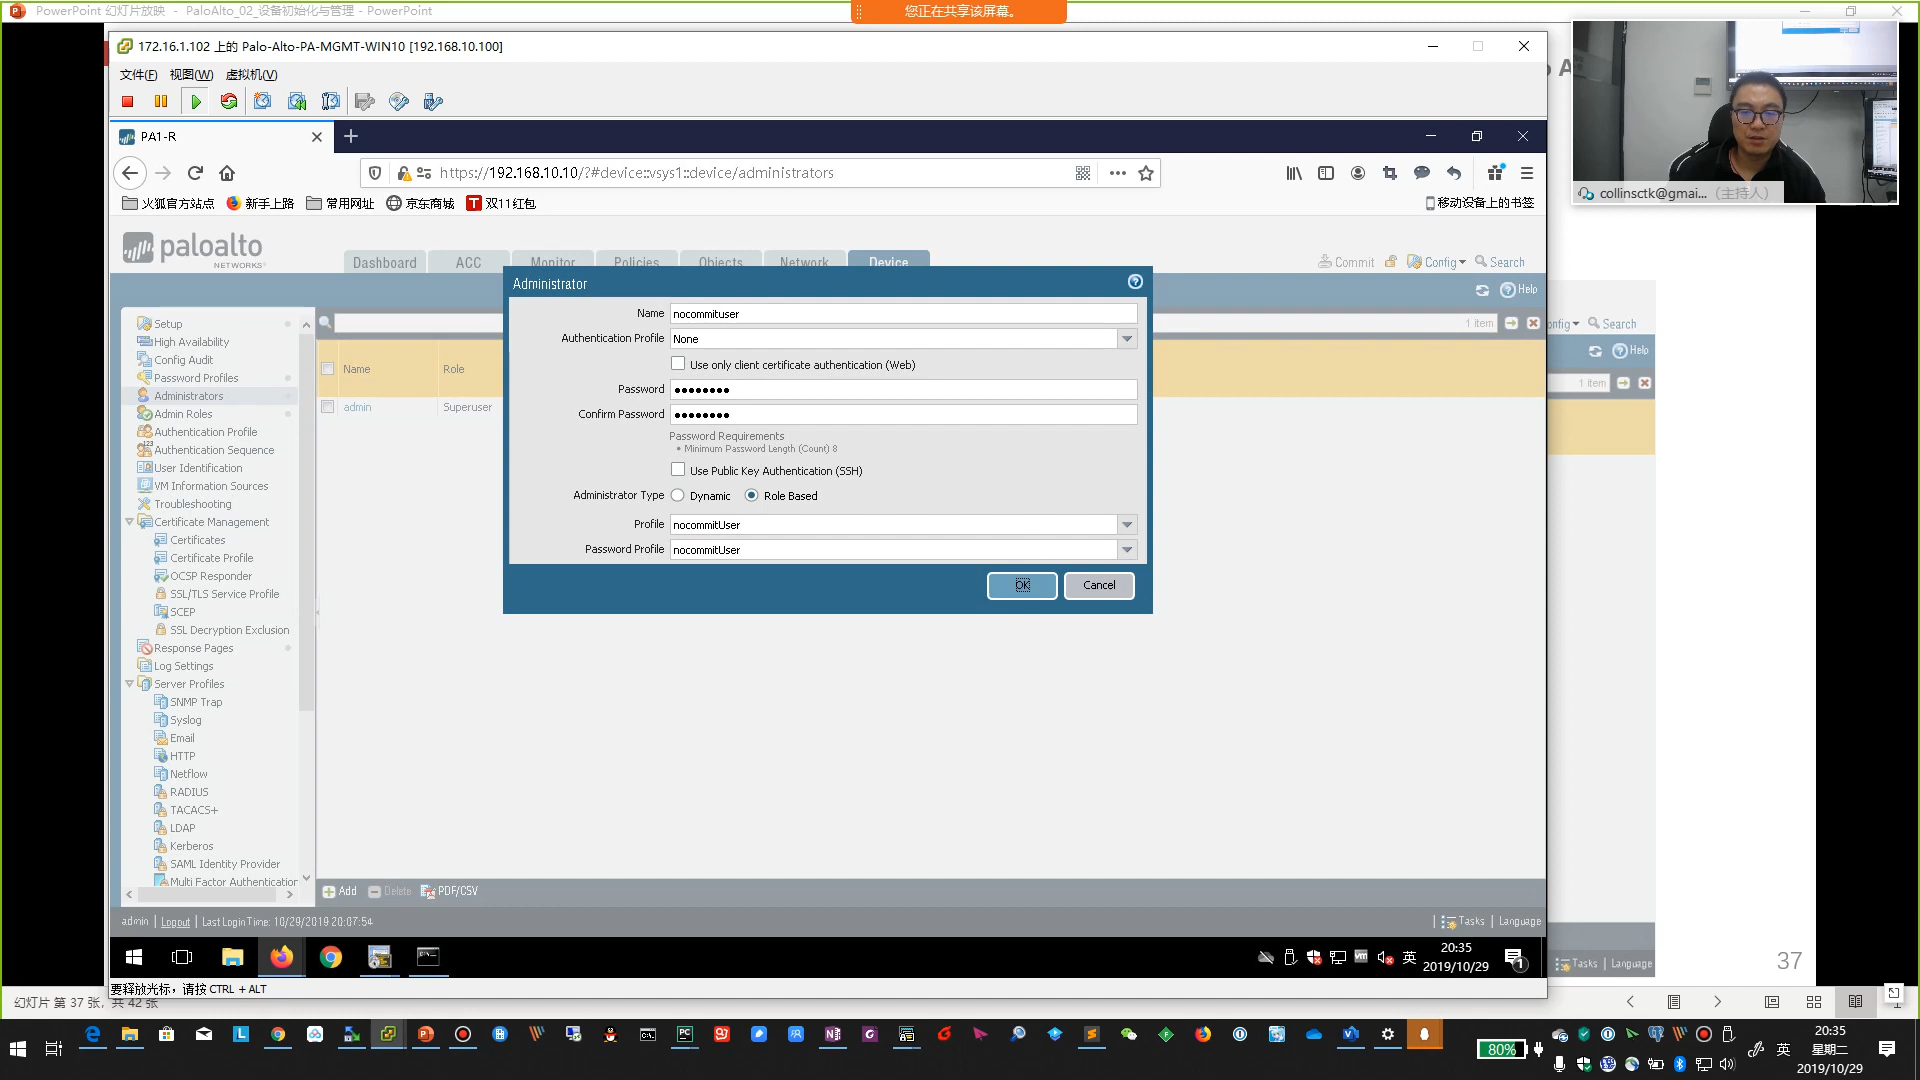 PowerPoint 幻灯片放映 - PaloAlto_02_设备初始化与管理 - PowerPoint
您正在共享该屏幕。
172.16.1.102 上的 Palo-Alto-PA-MGMT-WIN10 [192.168.10.100]
文件(F) 视图(W) 虚拟机(V)
collinsctk@gmai... (主持人)
PA1-R
https://192.168.10.10/?#device::vsys1::device/administrators
火狐官方站点 新手上路 常用网址 京东商城 双11红包
移动设备上的书签
paloalto
NETWORKS
Dashboard ACC Monitor Policies Objects Network Device
Commit Config Search
Help
Administrator
Name nocommituser
Authentication Profile None
Use only client certificate authentication (Web)
Password ••••••••
Confirm Password ••••••••
Password Requirements
• Minimum Password Length (Count) 8
Use Public Key Authentication (SSH)
Administrator Type Dynamic Role Based
Profile nocommitUser
Password Profile nocommitUser
OK Cancel
1 item
Name Role
admin Superuser
Setup
High Availability
Config Audit
Password Profiles
Administrators
Admin Roles
Authentication Profile
Authentication Sequence
User Identification
VM Information Sources
Troubleshooting
Certificate Management
Certificates
Certificate Profile
OCSP Responder
SSL/TLS Service Profile
SCEP
SSL Decryption Exclusion
Response Pages
Log Settings
Server Profiles
SNMP Trap
Syslog
Email
HTTP
Netflow
RADIUS
TACACS+
LDAP
Kerberos
SAML Identity Provider
Multi Factor Authentication
Add Delete PDF/CSV
admin | Logout | Last Login Time: 10/29/2019 20:07:54
Tasks | Language
nfig Search
Help
1 item
Tasks | Language
37
英
20:35
2019/10/29
1
要释放光标，请按 CTRL + ALT
幻灯片 第 37 张，共 42 张
80%
英
20:35
星期二
2019/10/29